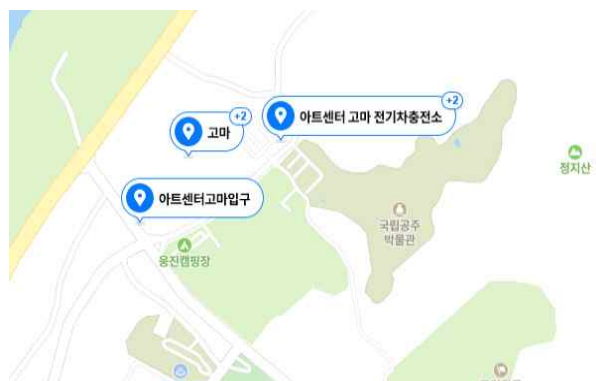 +2
아트센터 고마 전기차충전소
+2
고마
정지산
아트센터고마입구
국립공주
박물관
웅진캠핑장